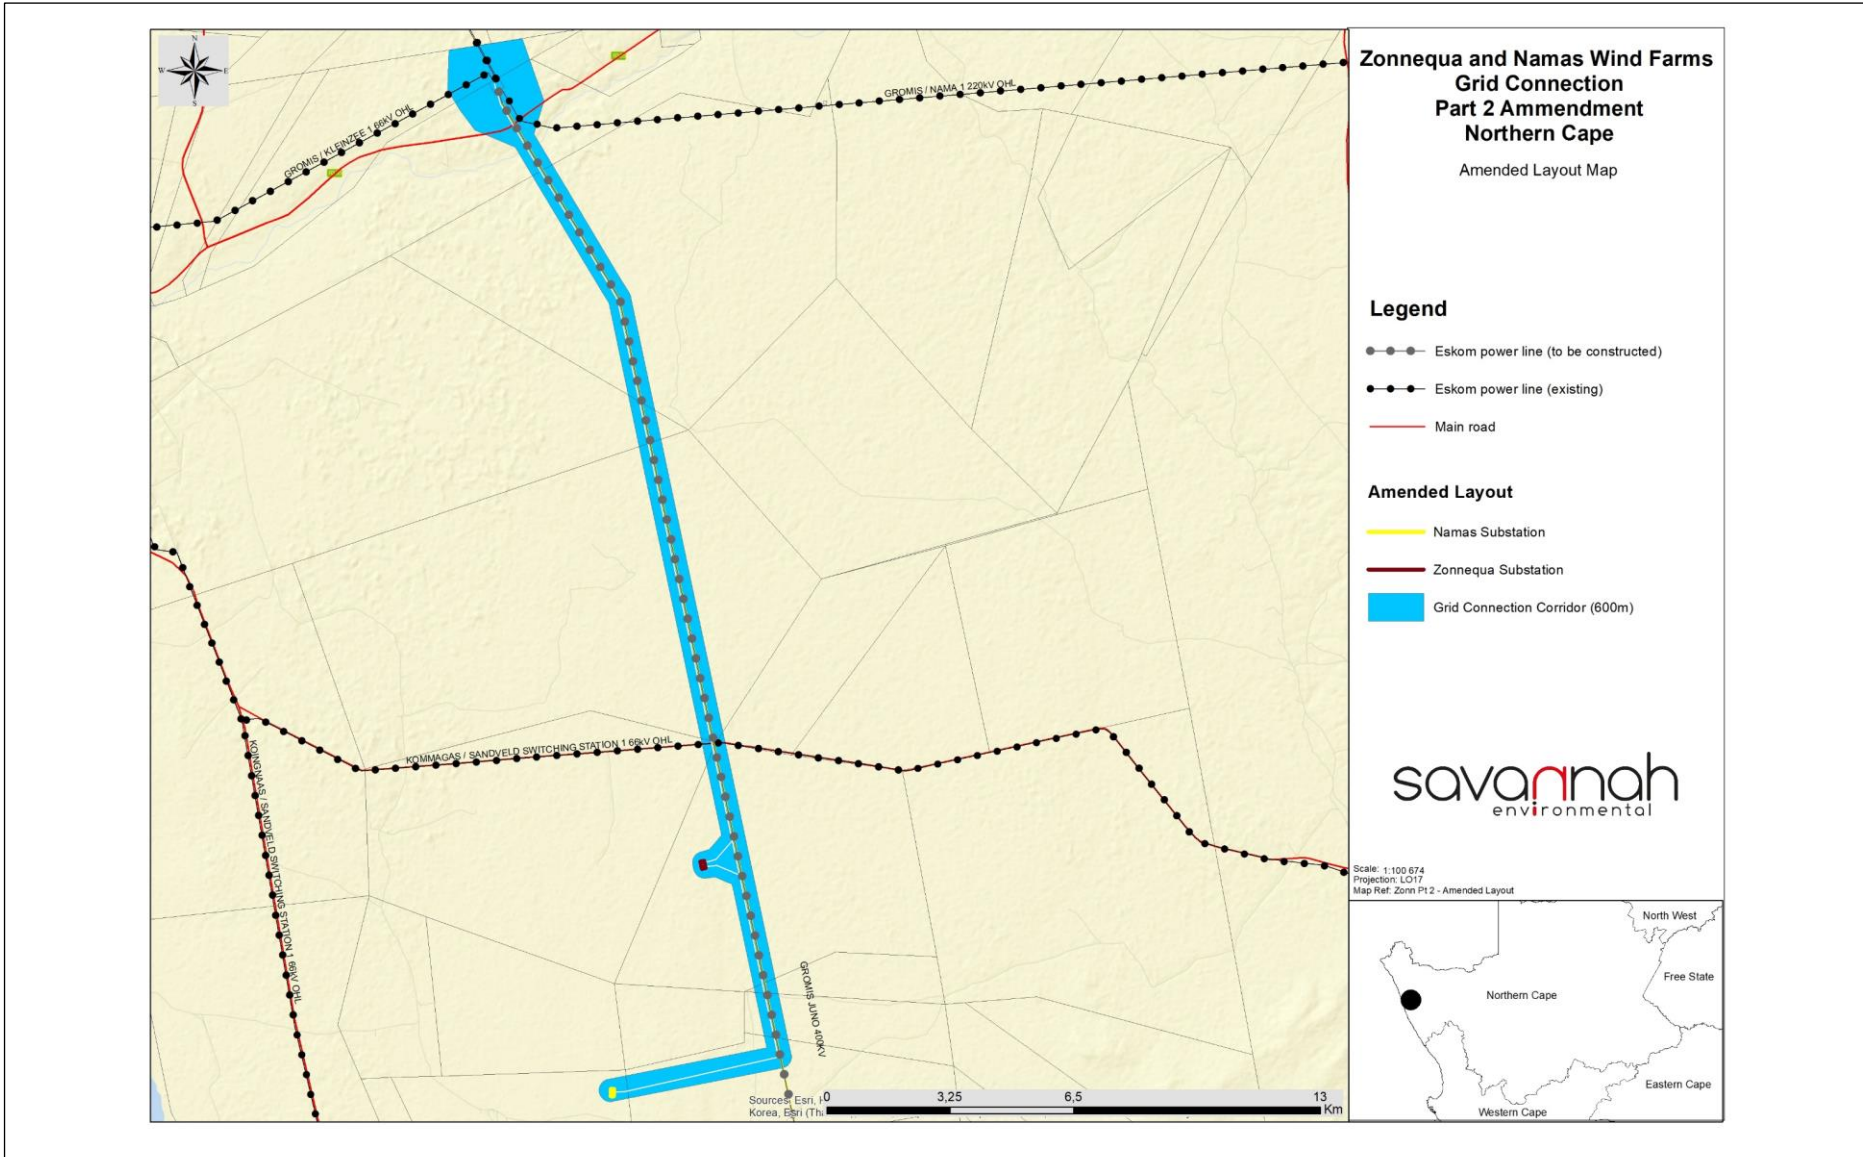 Zonnequa and Namas Wind Farms
Grid Connection
Part 2 Ammendment
Northern Cape
Amended Layout Map
N
W
E
S
GROMIS / KLEINZEE 1 66kV OHL
GROMIS / NAMA 1 220kV OHL
KOMMAGAS / SANDVELD SWITCHING STATION 1 66kV OHL
KOINGNAAS / SANDVELD SWITCHING STATION 1 66kV OHL
GROMIS JUNO 400KV
Sources: Esri,
Korea, Esri (Tha
0
3,25
6,5
13
Km
Legend
Eskom power line (to be constructed)
Eskom power line (existing)
Main road
Amended Layout
Namas Substation
Zonnequa Substation
Grid Connection Corridor (600m)
savannah
environmental
Scale: 1:100 674
Projection: LO17
Map Ref: Zonn Pt 2 - Amended Layout
North West
Free State
Northern Cape
Eastern Cape
Western Cape